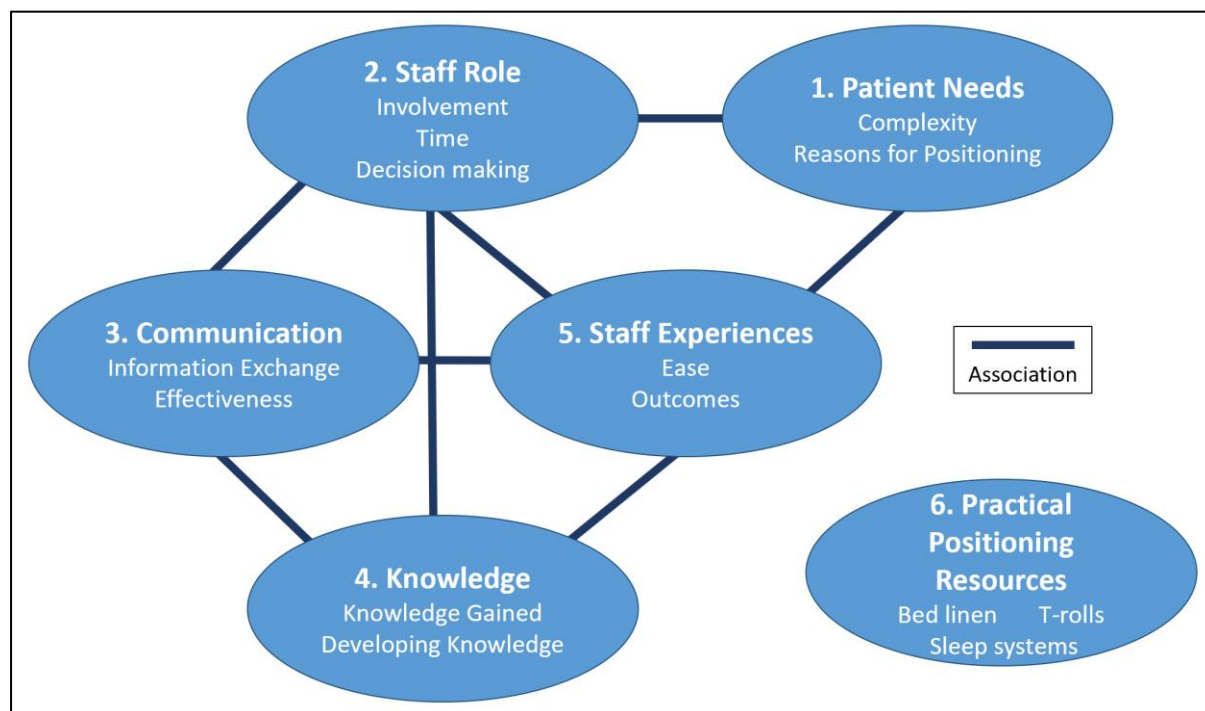 2. Staff Role
Involvement
Time
Decision making
1. Patient Needs
Complexity
Reasons for Positioning
3. Communication
Information Exchange
Effectiveness
5. Staff Experiences
Ease
Outcomes
Association
4. Knowledge
Knowledge Gained
Developing Knowledge
6. Practical
Positioning
Resources
Bed linen T-rolls
Sleep systems